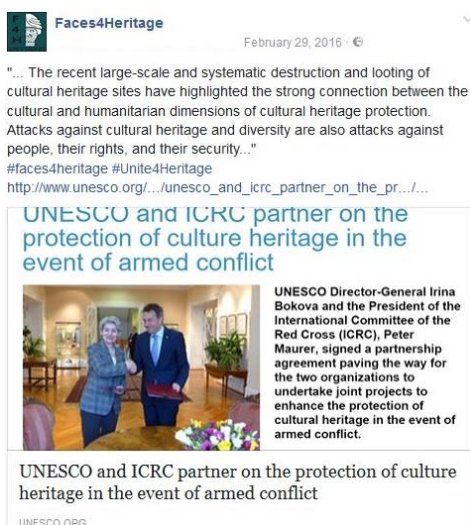 F
4
H
Faces4Heritage
February 29, 2016 ·
"... The recent large-scale and systematic destruction and looting of
cultural heritage sites have highlighted the strong connection between the
cultural and humanitarian dimensions of cultural heritage protection.
Attacks against cultural heritage and diversity are also attacks against
people, their rights, and their security..."
#faces4heritage #Unite4Heritage
http://www.unesco.org/.../unesco_and_icrc_partner_on_the_pr.../...
UNESCO and ICRC partner on the
protection of culture heritage in the
event of armed conflict
UNESCO Director-General Irina
Bokova and the President of the
International Committee of the
Red Cross (ICRC), Peter
Maurer, signed a partnership
agreement paving the way for
the two organizations to
undertake joint projects to
enhance the protection of
cultural heritage in the event of
armed conflict.
UNESCO and ICRC partner on the protection of culture
heritage in the event of armed conflict
UNESCO.ORG